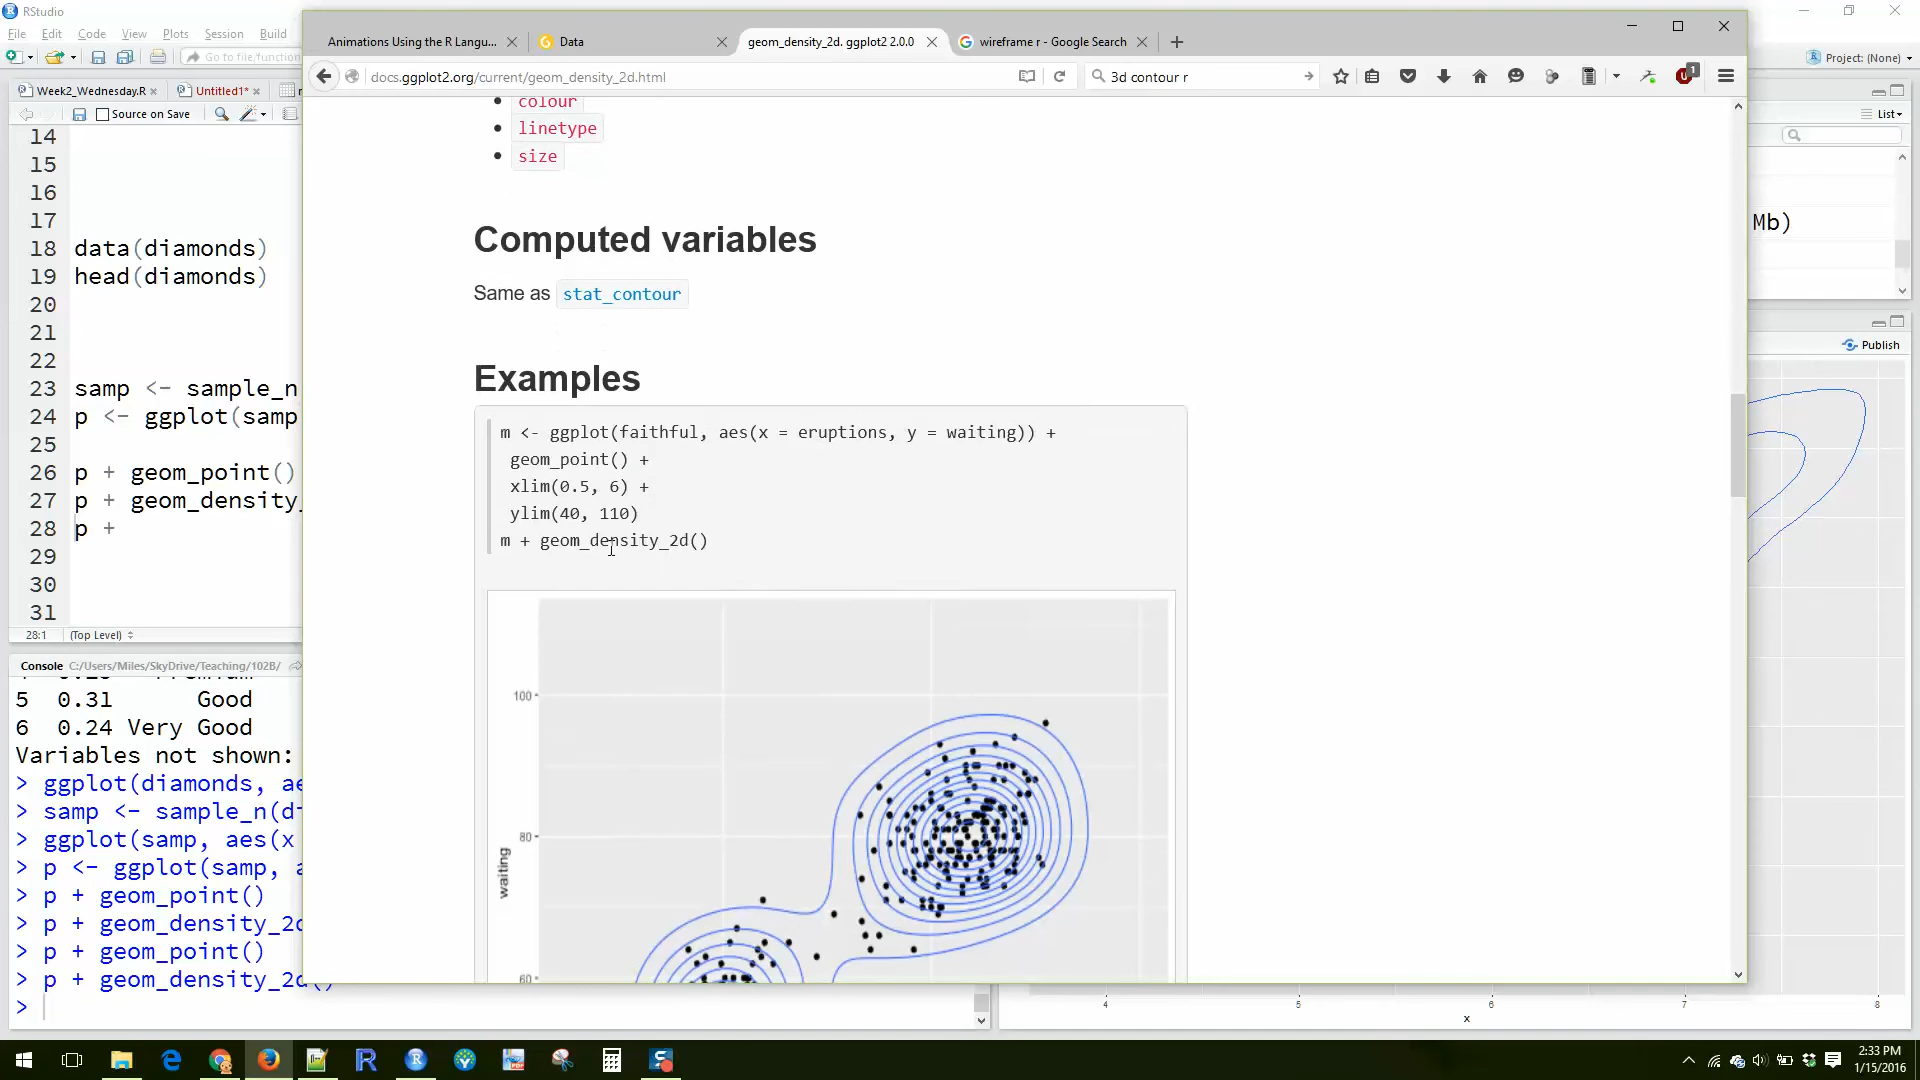 RStudio
File Edit Code View Plots Session Build
Go to file/function
Project: (None)
Week2_Wednesday.R
Untitled1*
Source on Save
List
14
15
16
17
18 data(diamonds)
19 head(diamonds)
20
21
22
23 samp <- sample_n
24 p <- ggplot(samp
25
26 p + geom_point()
27 p + geom_density_
28 p +
29
30
31
28:1 (Top Level)
Console C:/Users/Miles/SkyDrive/Teaching/102B/
5 0.31 Good
6 0.24 Very Good
Variables not shown:
> ggplot(diamonds, ae
> samp <- sample_n(d
> ggplot(samp, aes(x
> p <- ggplot(samp, a
> p + geom_point()
> p + geom_density_2d
> p + geom_point()
> p + geom_density_2d()
>
Animations Using the R Langu...
Data
geom_density_2d. ggplot2 2.0.0
wireframe r - Google Search
docs.ggplot2.org/current/geom_density_2d.html
3d contour r
1
colour
linetype
size
Computed variables
Same as stat_contour
Examples
m <- ggplot(faithful, aes(x = eruptions, y = waiting)) +
geom_point() +
xlim(0.5, 6) +
ylim(40, 110)
m + geom_density_2d()
100
80
60
waiting
Mb)
Publish
4 5 6 7 8
x
2:33 PM
1/15/2016